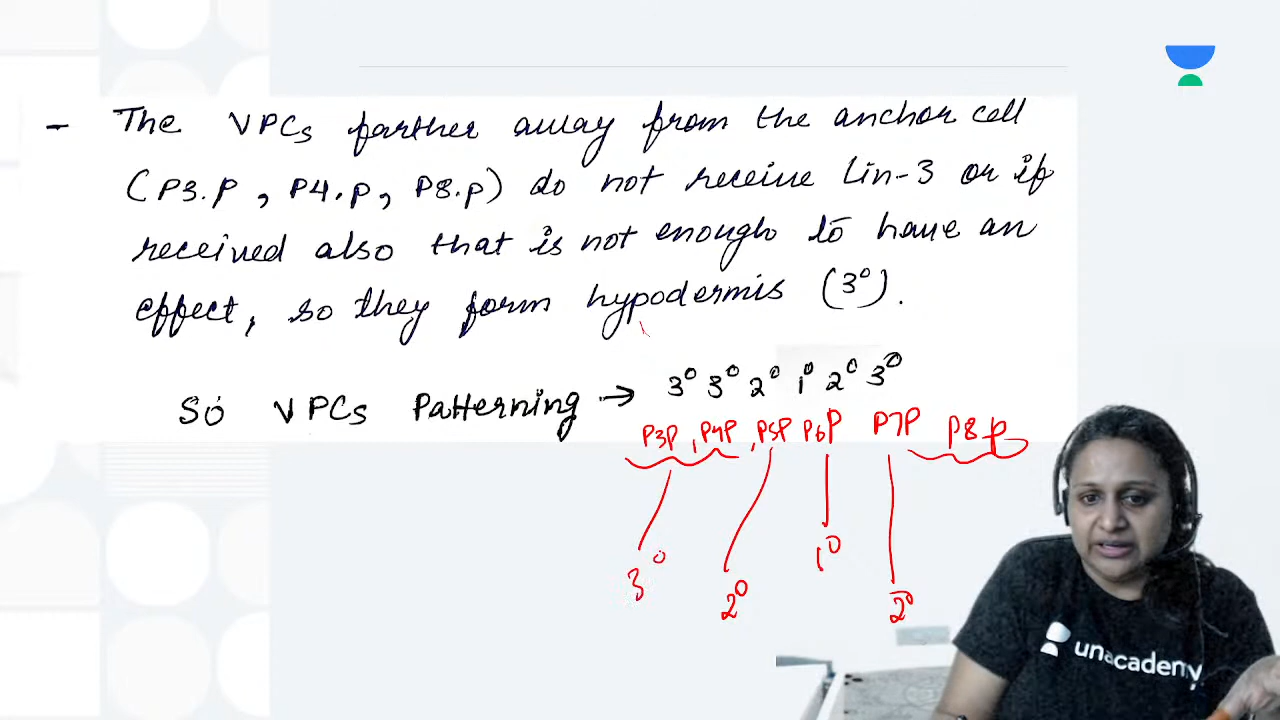 - The VPCs farther away from the anchor cell
(P3.p, P4.p, P8.p) do not receive Lin-3 or if
received also that is not enough to have an
effect, so they form hypodermis (3°).
So VPCs Patterning → 3° 3° 2° 1° 2° 3°
P3P, P4P, P5P P6P P7P P8P
3° 2° 1° 2°
unacademy